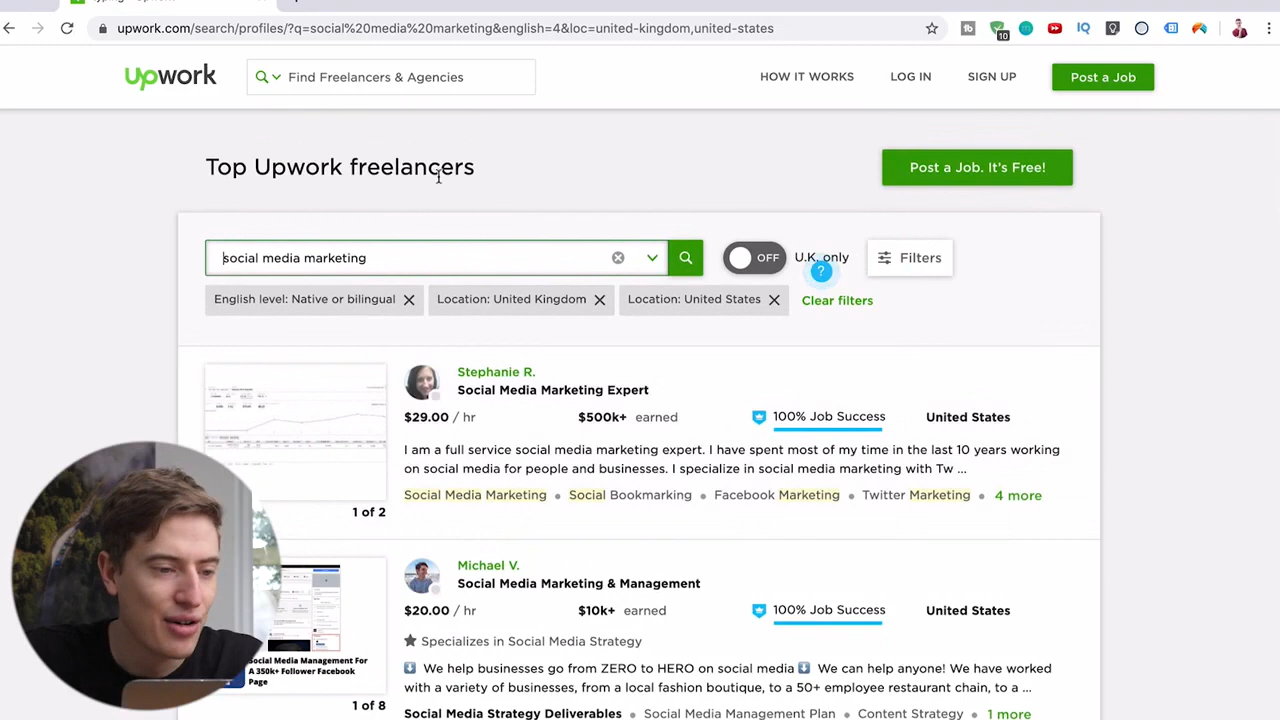 upwork.com/search/profiles/?q=social%20media%20marketing&english=4&loc=united-kingdom,united-states
10
upwork
Find Freelancers & Agencies
HOW IT WORKS
LOG IN
SIGN UP
Post a Job
Top Upwork freelancers
Post a Job. It's Free!
social media marketing
OFF
U.K. only
?
Filters
English level: Native or bilingual
Location: United Kingdom
Location: United States
Clear filters
Stephanie R.
Social Media Marketing Expert
$29.00 / hr
$500k+ earned
100% Job Success
United States
I am a full service social media marketing expert. I have spent most of my time in the last 10 years working
on social media for people and businesses. I specialize in social media marketing with Tw ...
Social Media Marketing
Social Bookmarking
Facebook Marketing
Twitter Marketing
4 more
1 of 2
Michael V.
Social Media Marketing & Management
$20.00 / hr
$10k+ earned
100% Job Success
United States
Specializes in Social Media Strategy
We help businesses go from ZERO to HERO on social media We can help anyone! We have worked
with a variety of businesses, from a local fashion boutique, to a 50+ employee restaurant chain, to a ...
Social Media Strategy Deliverables
Social Media Management Plan
Content Strategy
1 more
Social Media Management For
A 350k+ Follower Facebook
Page
1 of 8